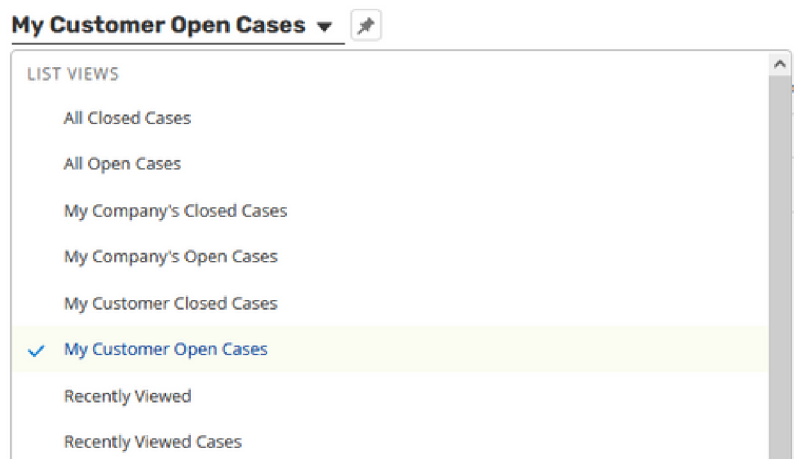 My Customer Open Cases
LIST VIEWS
All Closed Cases
All Open Cases
My Company's Closed Cases
My Company's Open Cases
My Customer Closed Cases
My Customer Open Cases
Recently Viewed
Recently Viewed Cases